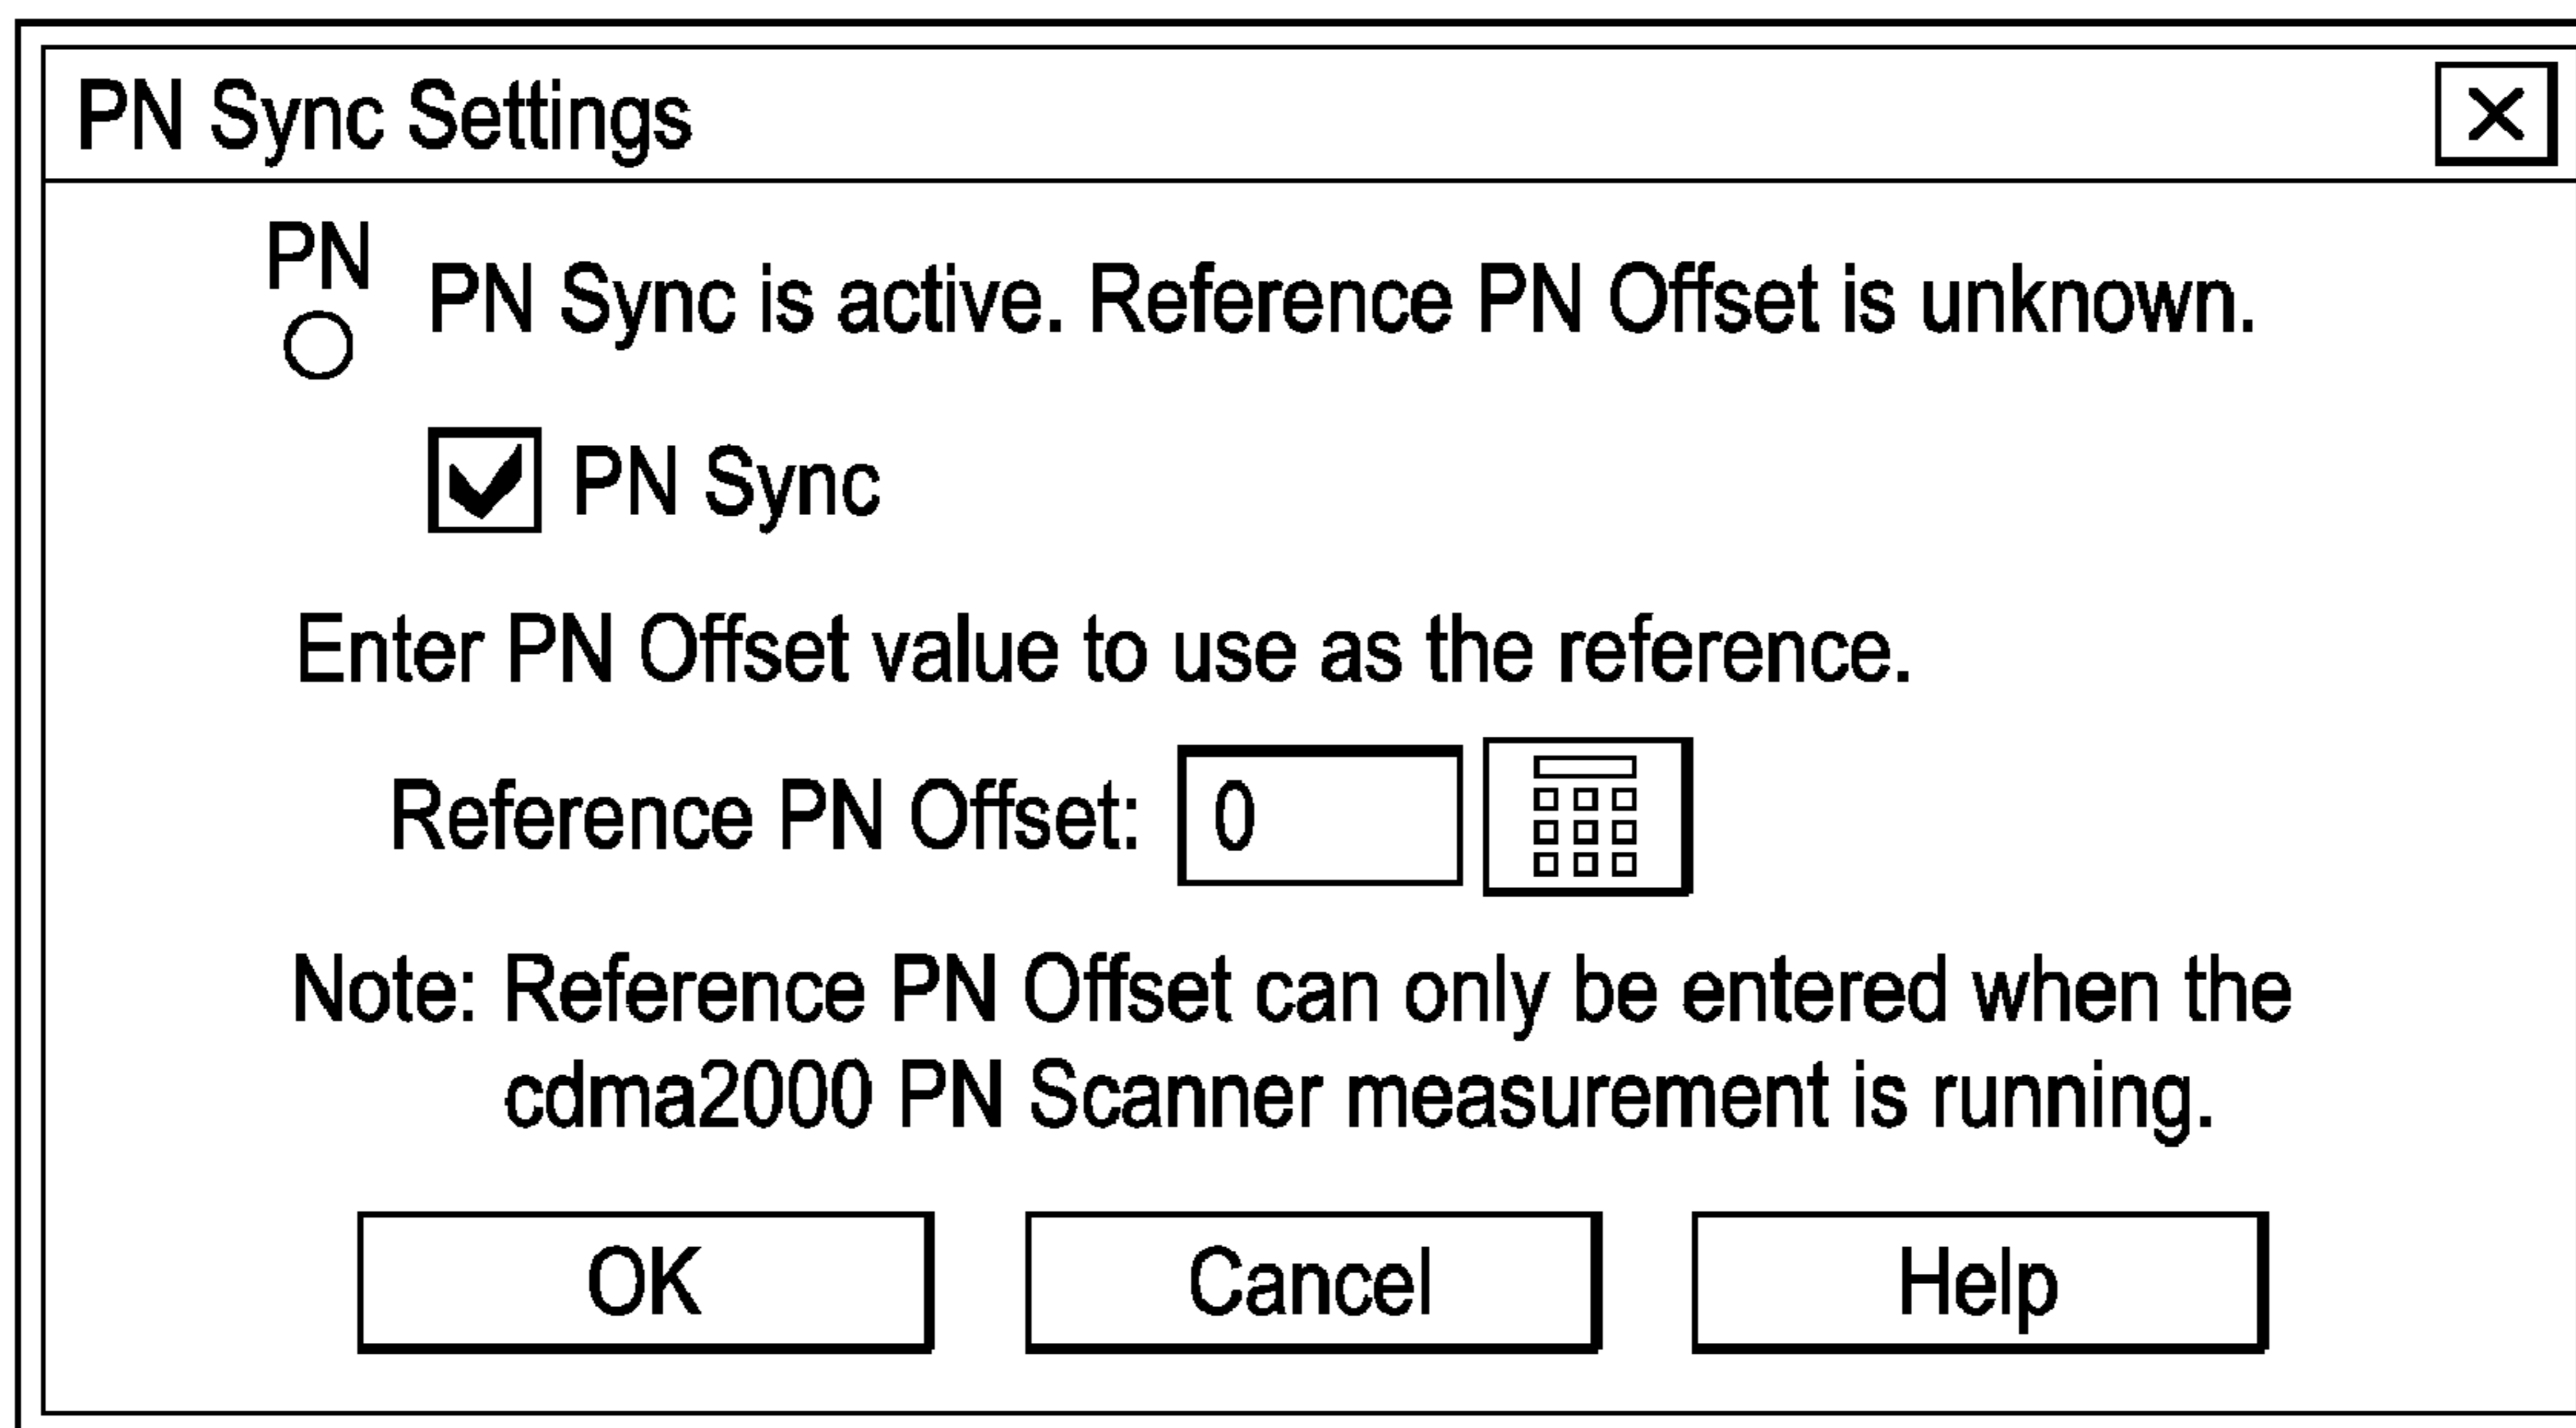 PN Sync Settings
PN
PN Sync is active. Reference PN Offset is unknown.
PN Sync
Enter PN Offset value to use as the reference.
Reference PN Offset: 0
Note: Reference PN Offset can only be entered when the
cdma2000 PN Scanner measurement is running.
OK Cancel Help